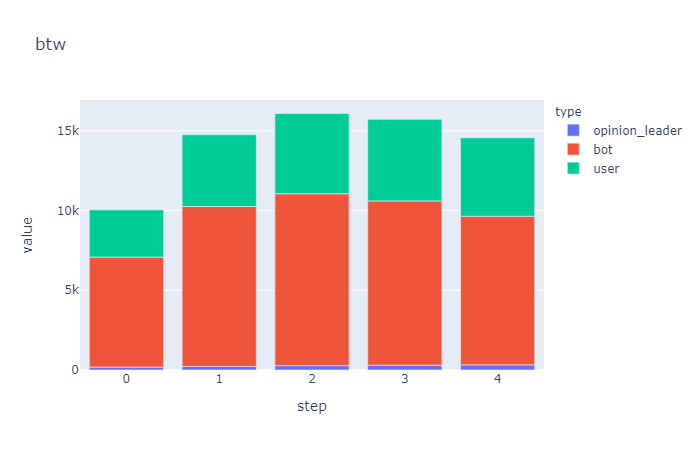 btw
type
opinion_leader
bot
user
15k
10k
5k
0
value
0 1 2 3 4
step